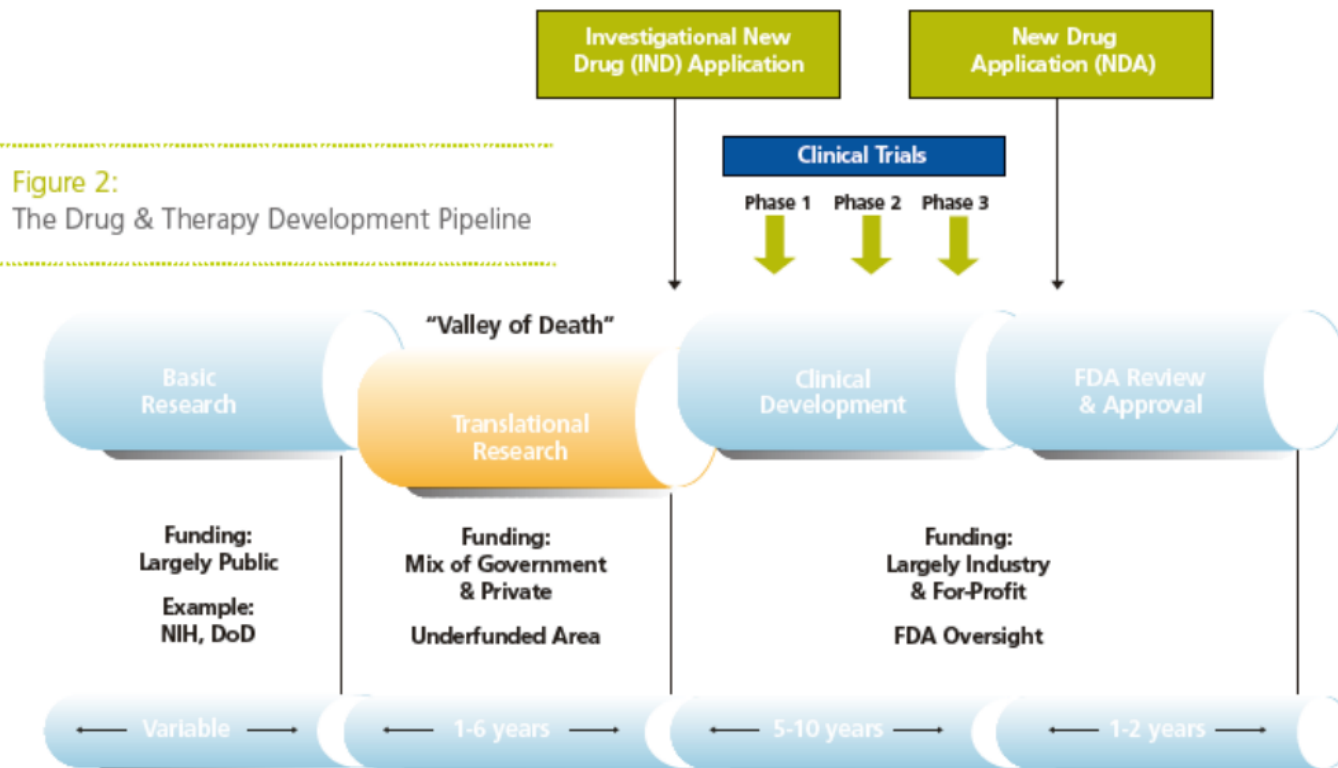 Investigational New
Drug (IND) Application
New Drug
Application (NDA)
Clinical Trials
Phase 1
Phase 2
Phase 3
Figure 2:
The Drug & Therapy Development Pipeline
"Valley of Death"
Basic
Research
Translational
Research
Clinical
Development
FDA Review
& Approval
Funding:
Largely Public
Example:
NIH, DoD
Funding:
Mix of Government
& Private
Underfunded Area
Funding:
Largely Industry
& For-Profit
FDA Oversight
Variable
1-6 years
5-10 years
1-2 years